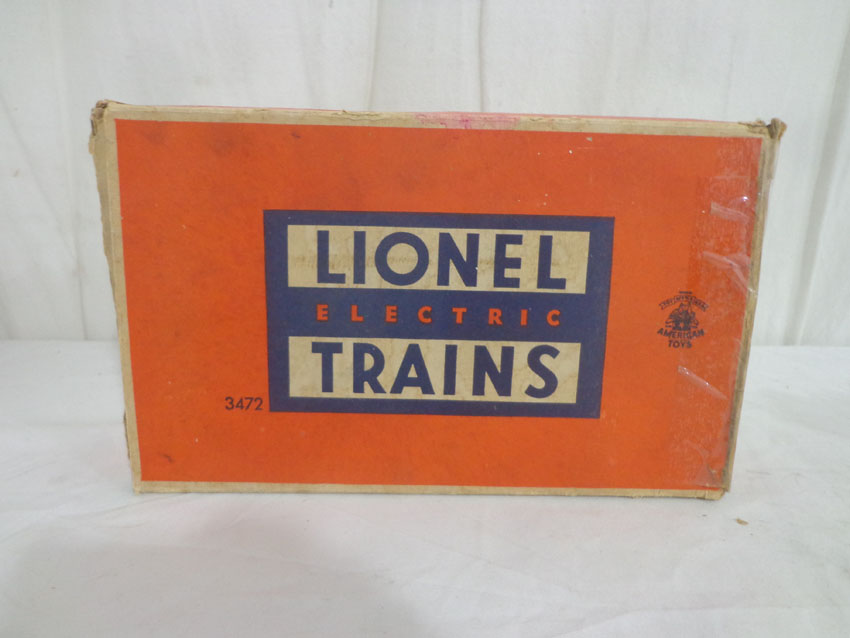 LIONEL
ELECTRIC
TRAINS
3472
AMERICAN
TOYS